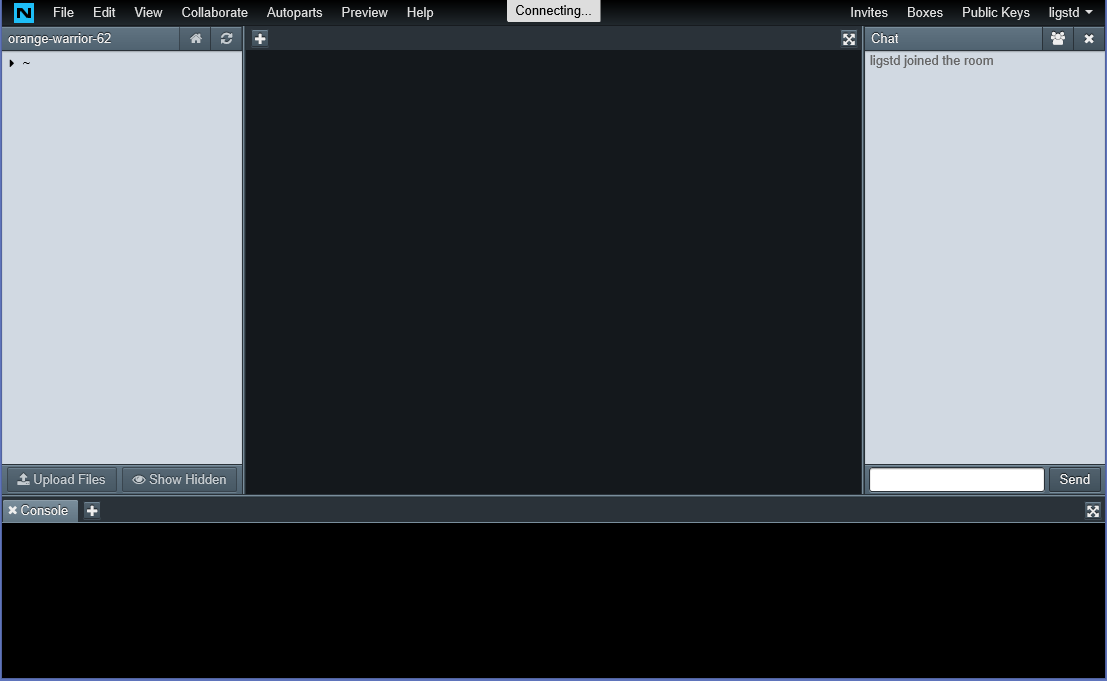 N File Edit View Collaborate Autoparts Preview Help Connecting... Invites Boxes Public Keys ligstd
orange-warrior-62 Chat
~ ligstd joined the room
Upload Files Show Hidden Send
Console